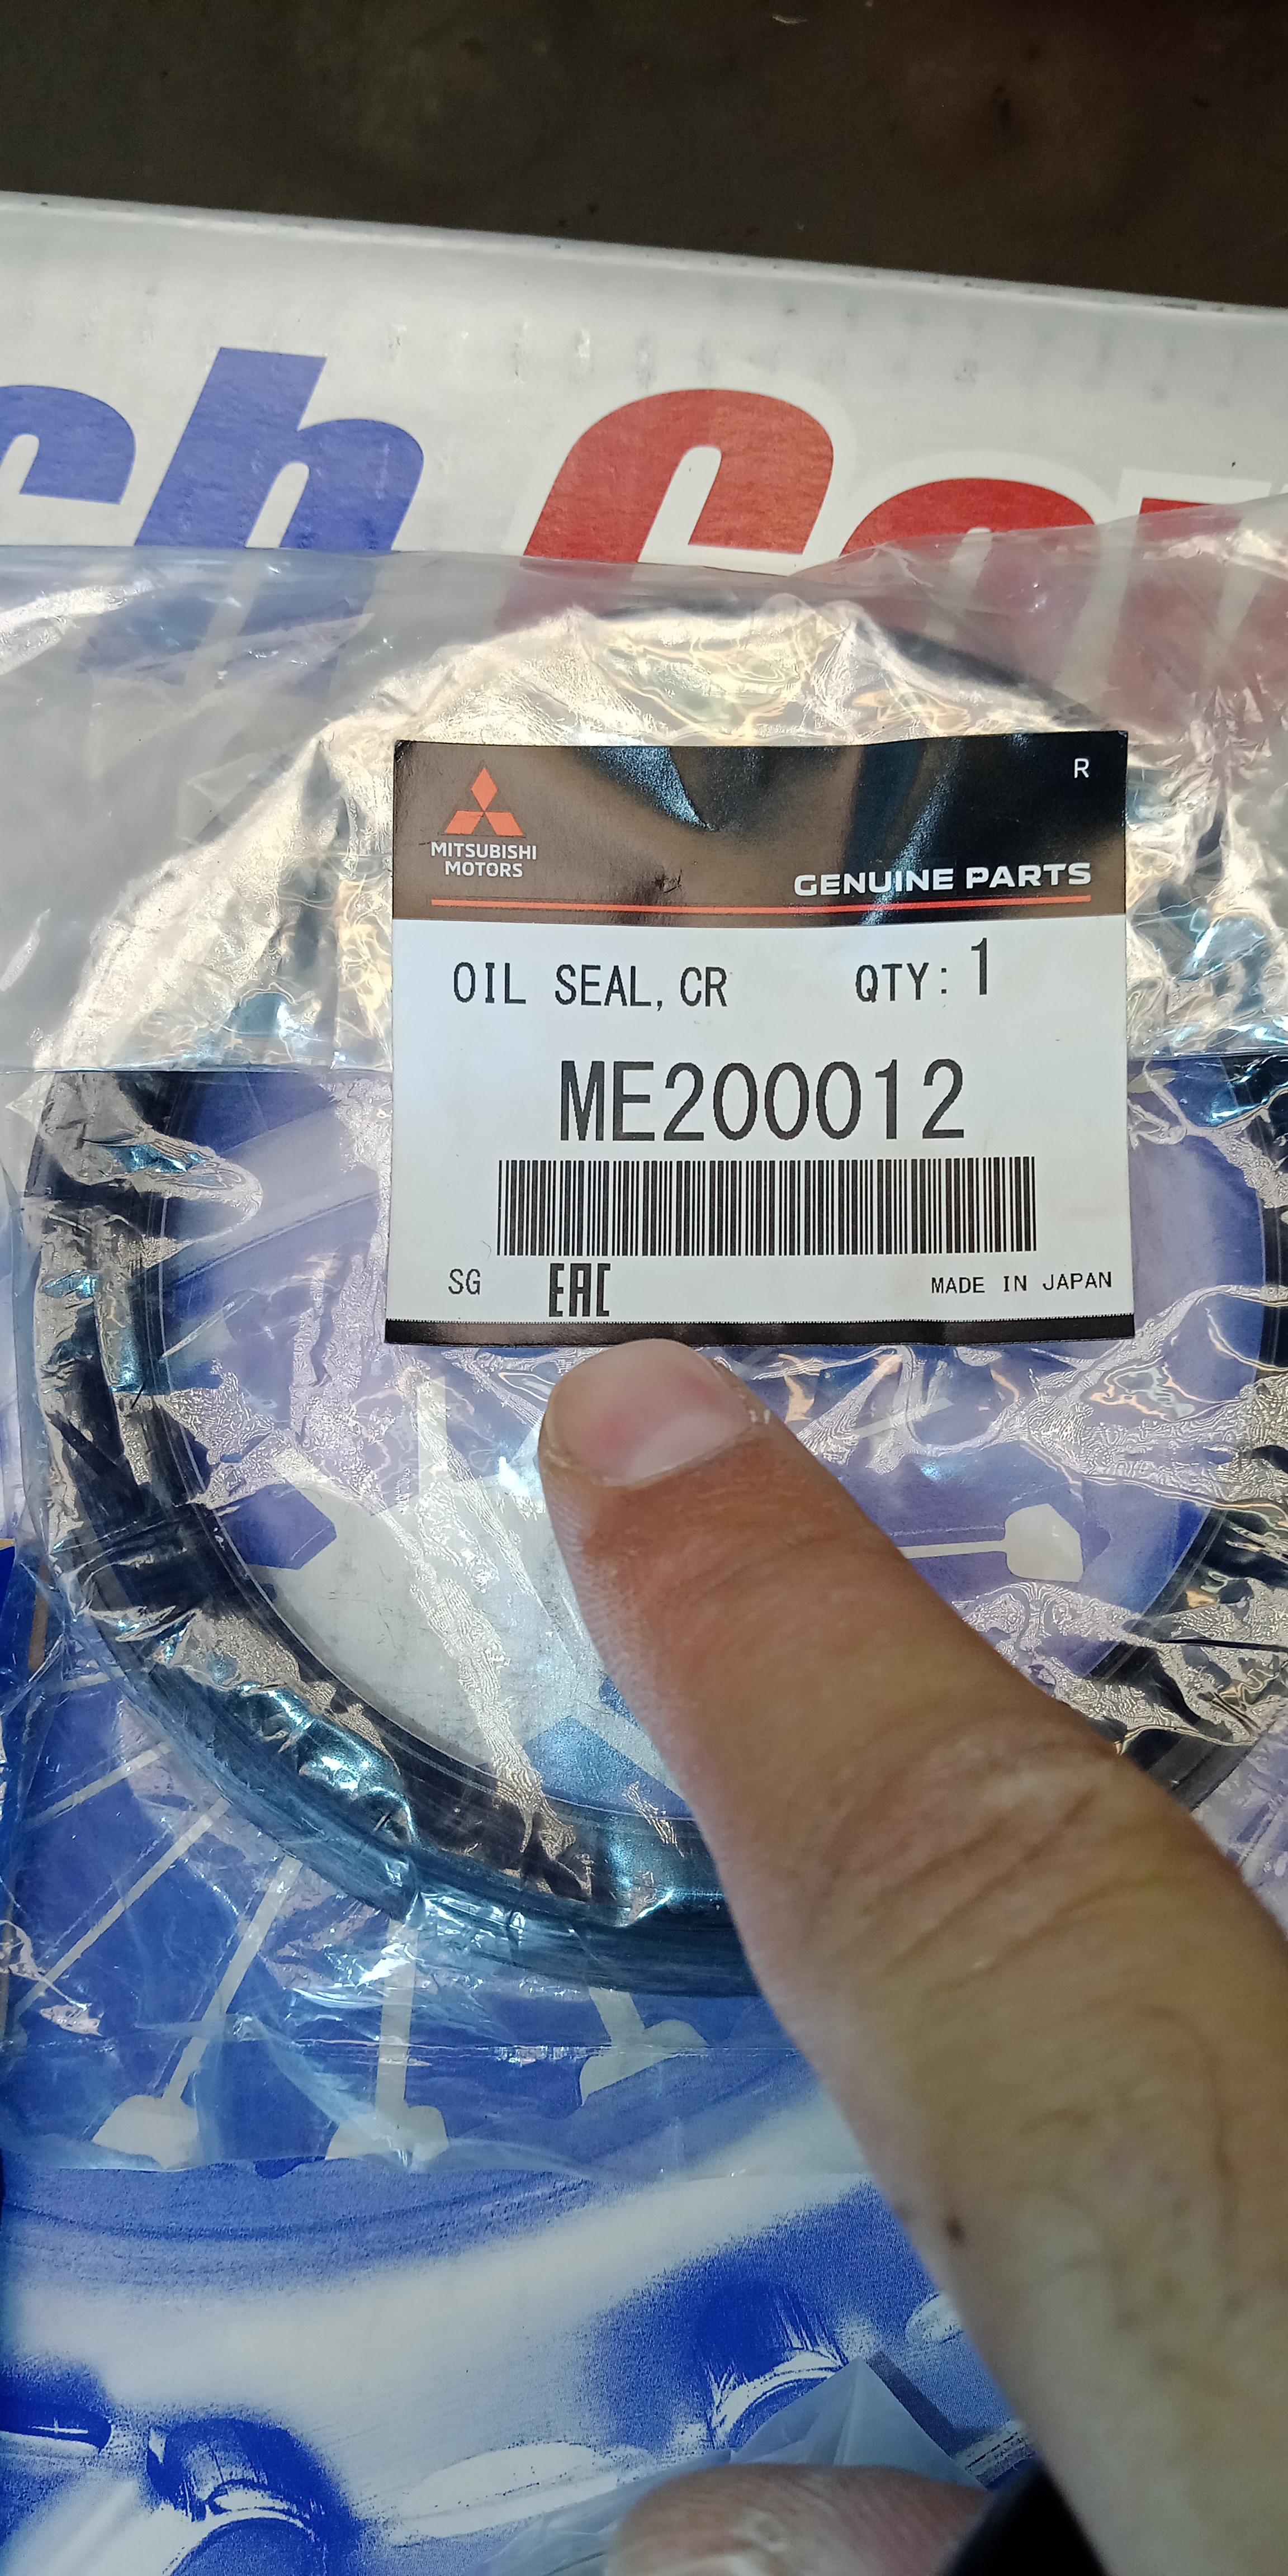 R
MITSUBISHI
MOTORS
GENUINE PARTS
OIL SEAL, CR QTY: 1
ME200012
SG EAC MADE IN JAPAN